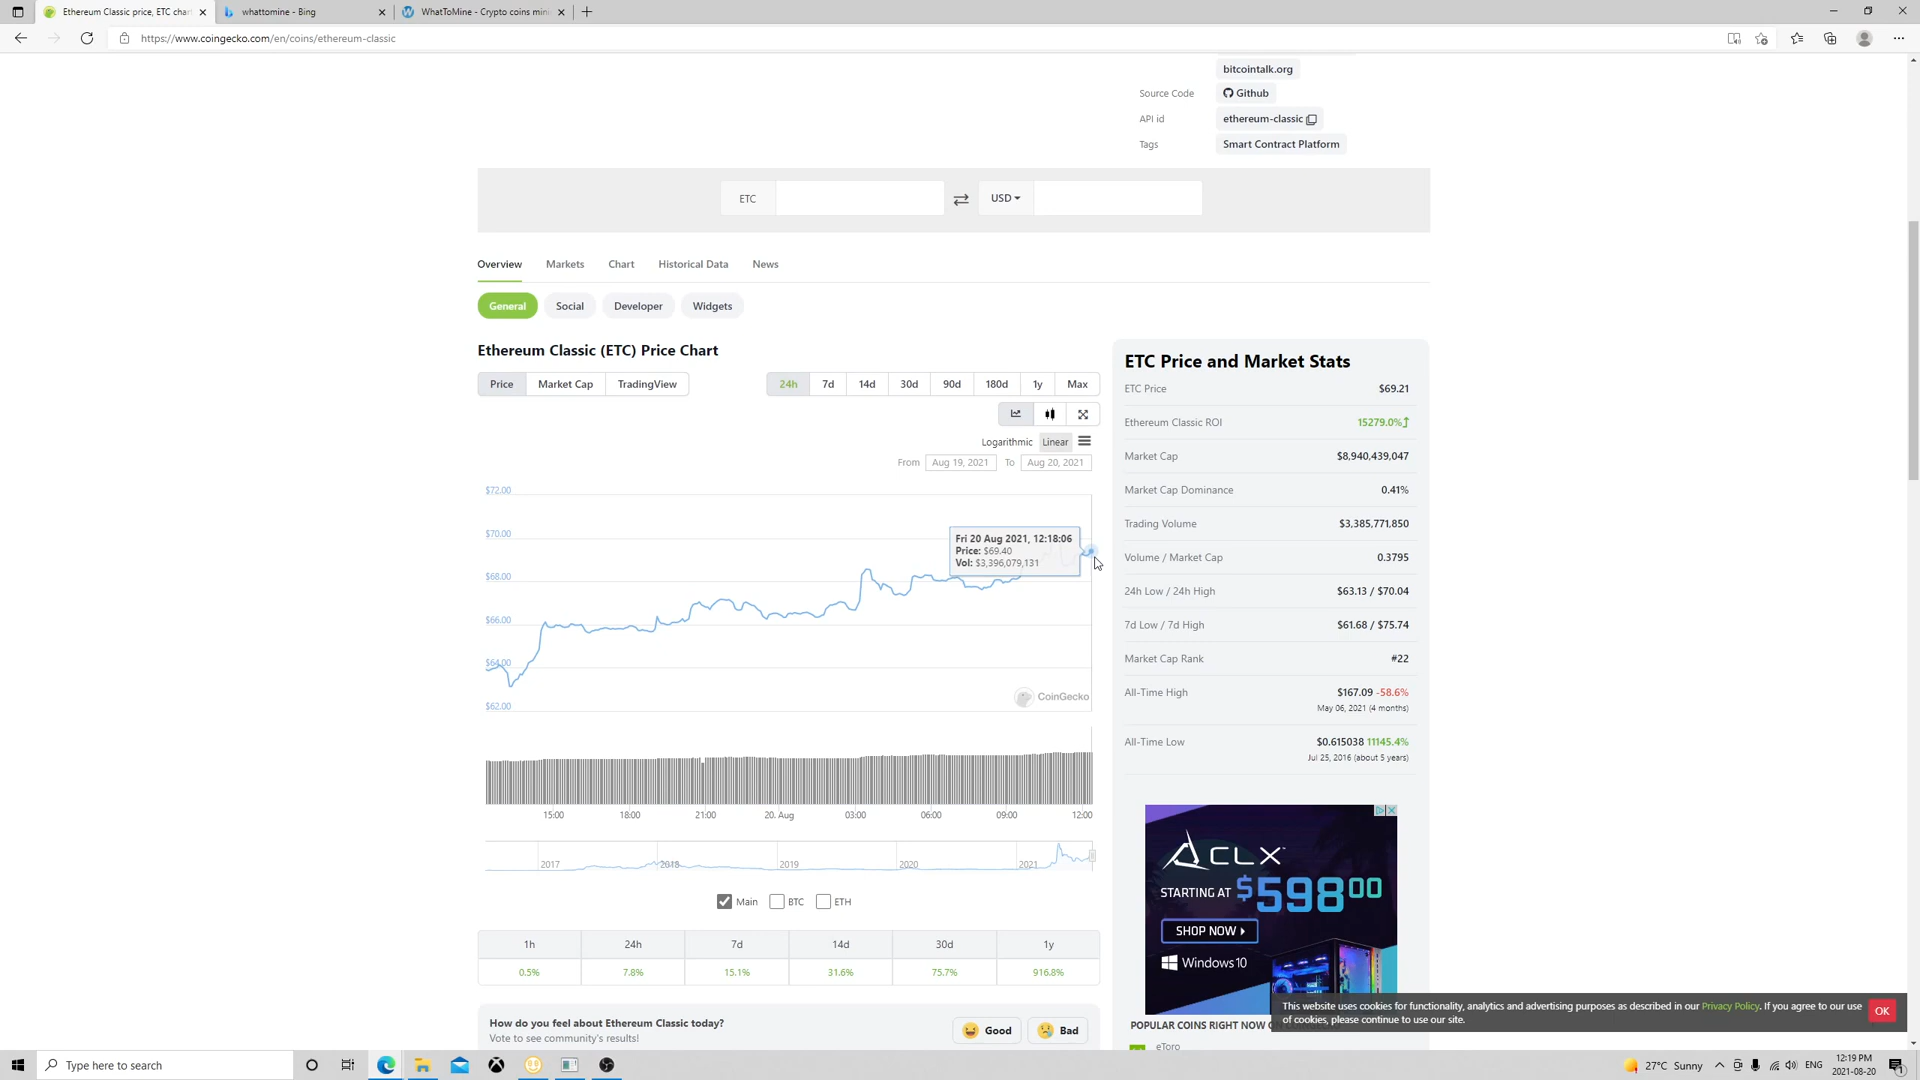 Ethereum Classic price, ETC char
whattomine - Bing
WhatToMine - Crypto coins min
https://www.coingecko.com/en/coins/ethereum-classic
bitcointalk.org
Source Code Github
API id ethereum-classic
Tags Smart Contract Platform
ETC USD
Overview Markets Chart Historical Data News
General Social Developer Widgets
Ethereum Classic (ETC) Price Chart
Price Market Cap TradingView 24h 7d 14d 30d 90d 180d 1y Max
Logarithmic Linear
From Aug 19, 2021 To Aug 20, 2021
$72.00
$70.00
$68.00
$66.00
$64.00
$62.00
Fri 20 Aug 2021, 12:18:06
Price: $69.40
Vol: $3,396,079,131
CoinGecko
15:00 18:00 21:00 20. Aug 03:00 06:00 09:00 12:00
2017 2018 2019 2020 2021
Main BTC ETH
1h 24h 7d 14d 30d 1y
0.5% 7.8% 15.1% 31.6% 75.7% 916.8%
How do you feel about Ethereum Classic today?
Vote to see community's results!
Good Bad
ETC Price and Market Stats
ETC Price $69.21
Ethereum Classic ROI 15279.0%
Market Cap $8,940,439,047
Market Cap Dominance 0.41%
Trading Volume $3,385,771,850
Volume / Market Cap 0.3795
24h Low / 24h High $63.13 / $70.04
7d Low / 7d High $61.68 / $75.74
Market Cap Rank #22
All-Time High $167.09 -58.6%
May 06, 2021 (4 months)
All-Time Low $0.615038 11145.4%
Jul 25, 2016 (about 5 years)
CLX
STARTING AT $598.00
SHOP NOW
Windows 10
POPULAR COINS RIGHT NOW ON
eToro
This website uses cookies for functionality, analytics and advertising purposes as described in our Privacy Policy. If you agree to our use
of cookies, please continue to use our site.
OK
Type here to search
27°C Sunny
ENG
12:19 PM
2021-08-20